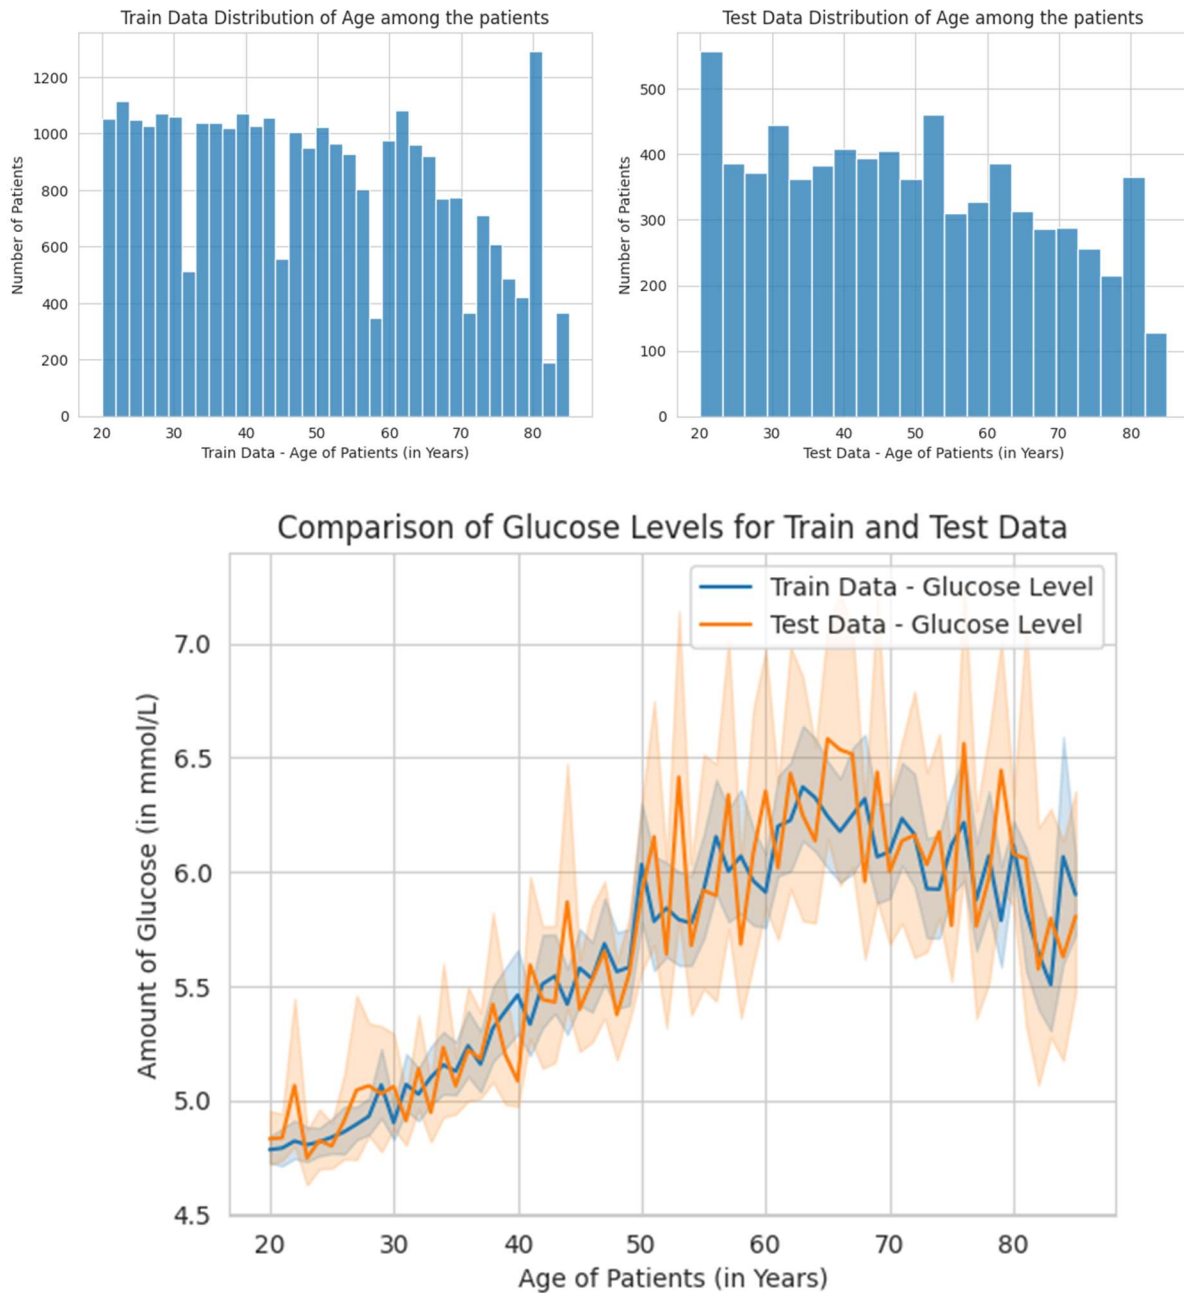 Train Data Distribution of Age among the patients
Number of Patients
1200
1000
800
600
400
200
0
20 30 40 50 60 70 80
Train Data - Age of Patients (in Years)
Test Data Distribution of Age among the patients
Number of Patients
500
400
300
200
100
0
20 30 40 50 60 70 80
Test Data - Age of Patients (in Years)
Comparison of Glucose Levels for Train and Test Data
Train Data - Glucose Level
Test Data - Glucose Level
Amount of Glucose (in mmol/L)
7.0
6.5
6.0
5.5
5.0
4.5
20 30 40 50 60 70 80
Age of Patients (in Years)